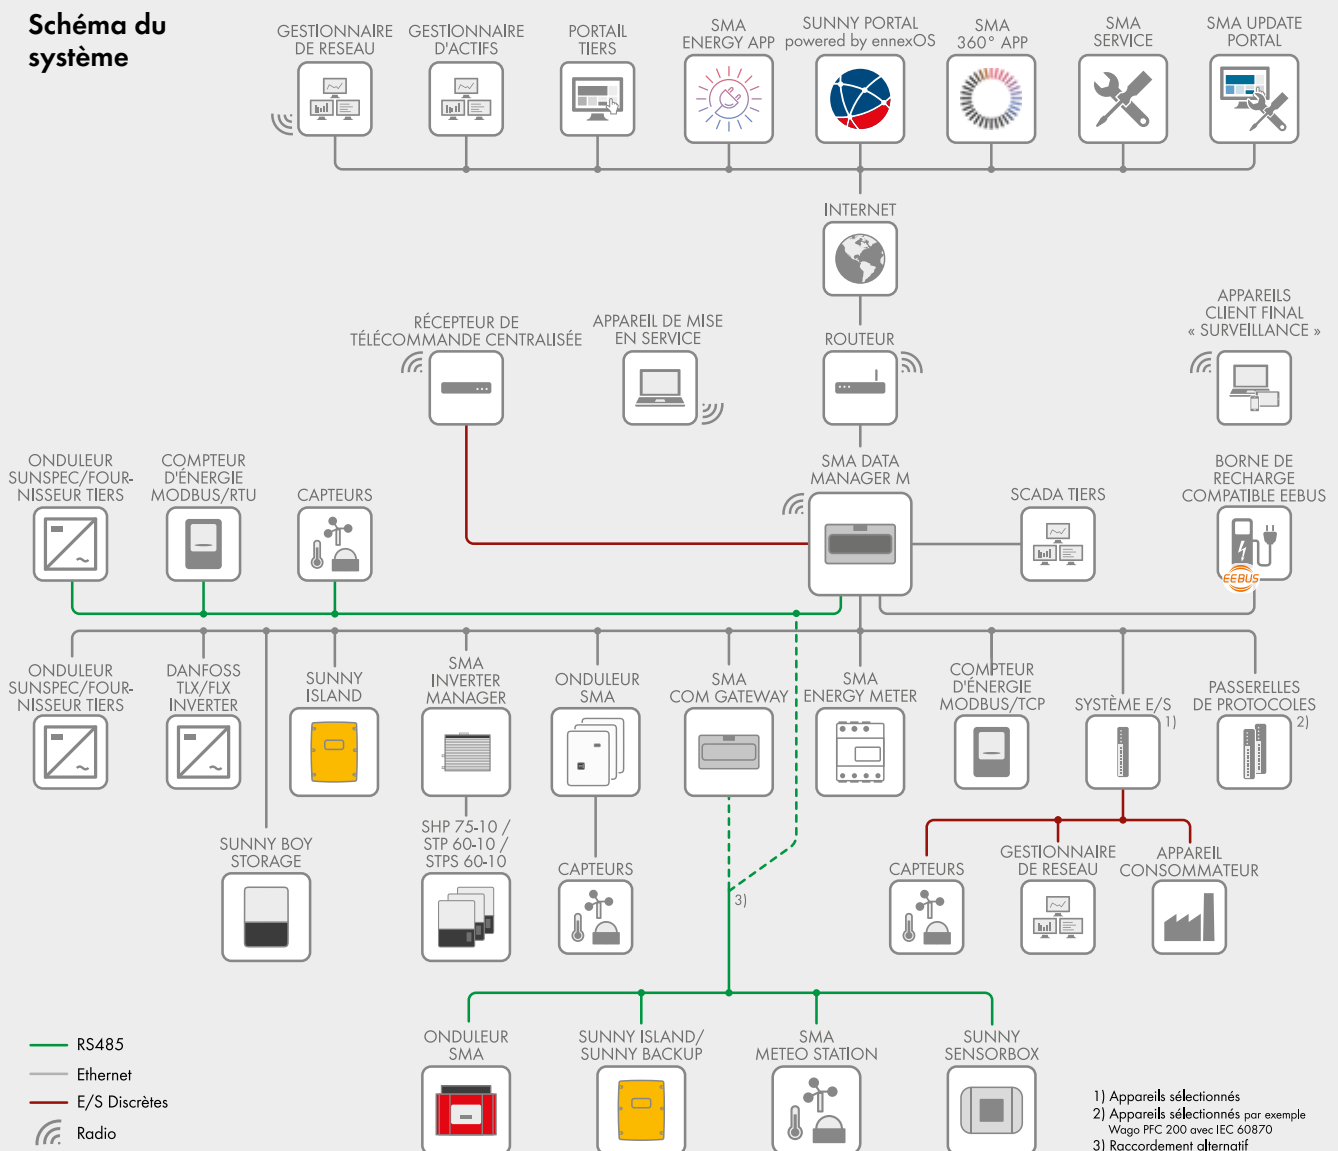 Schéma du
système
GESTIONNAIRE
DE RESEAU
GESTIONNAIRE
D'ACTIFS
PORTAIL
TIERS
SMA
ENERGY APP
SUNNY PORTAL
powered by ennexOS
SMA
360° APP
SMA
SERVICE
SMA UPDATE
PORTAL
INTERNET
RÉCEPTEUR DE
TÉLÉCOMMANDE CENTRALISÉE
APPAREIL DE MISE
EN SERVICE
ROUTEUR
APPAREILS
CLIENT FINAL
« SURVEILLANCE »
ONDULEUR
SUNSPEC/FOUR-
NISSEUR TIERS
COMPTEUR
D'ÉNERGIE
MODBUS/RTU
CAPTEURS
SMA DATA
MANAGER M
SCADA TIERS
BORNE DE
RECHARGE
COMPATIBLE EEBUS
EEBUS
ONDULEUR
SUNSPEC/FOUR-
NISSEUR TIERS
DANFOSS
TLX/FLX
INVERTER
SUNNY
ISLAND
SMA
INVERTER
MANAGER
ONDULEUR
SMA
SMA
COM GATEWAY
SMA
ENERGY METER
COMPTEUR
D'ÉNERGIE
MODBUS/TCP
SYSTÈME E/S
1)
PASSERELLES
DE PROTOCOLES
2)
SUNNY BOY
STORAGE
SHP 75-10 /
STP 60-10 /
STPS 60-10
CAPTEURS
3)
CAPTEURS
GESTIONNAIRE
DE RESEAU
APPAREIL
CONSOMMATEUR
ONDULEUR
SMA
SUNNY ISLAND/
SUNNY BACKUP
SMA
METEO STATION
SUNNY
SENSORBOX
RS485
Ethernet
E/S Discrètes
Radio
1) Appareils sélectionnés
2) Appareils sélectionnés par exemple
Wago PFC 200 avec IEC 60870
3) Raccordement alternatif